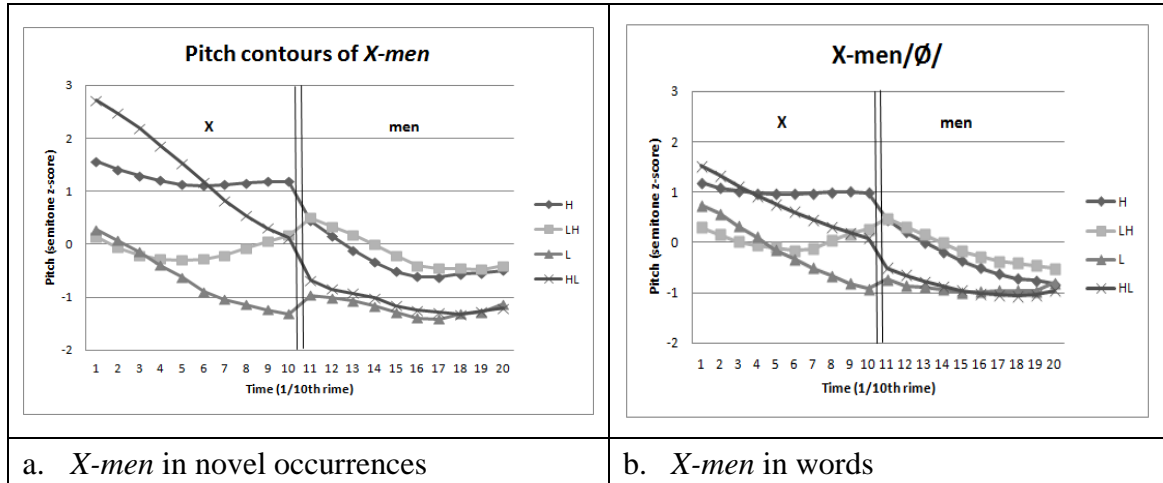 Pitch contours of X-men
3
2
1
0
-1
-2
Pitch (semitone z-score)
X
men
1 2 3 4 5 6 7 8 9 10 11 12 13 14 15 16 17 18 19 20
Time (1/10th rime)
H
LH
L
HL
a. X-men in novel occurrences
X-men/Ø/
3
2
1
0
-1
-2
Pitch (semitone z-score)
X
men
1 2 3 4 5 6 7 8 9 10 11 12 13 14 15 16 17 18 19 20
Time (1/10th rime)
H
LH
L
HL
b. X-men in words